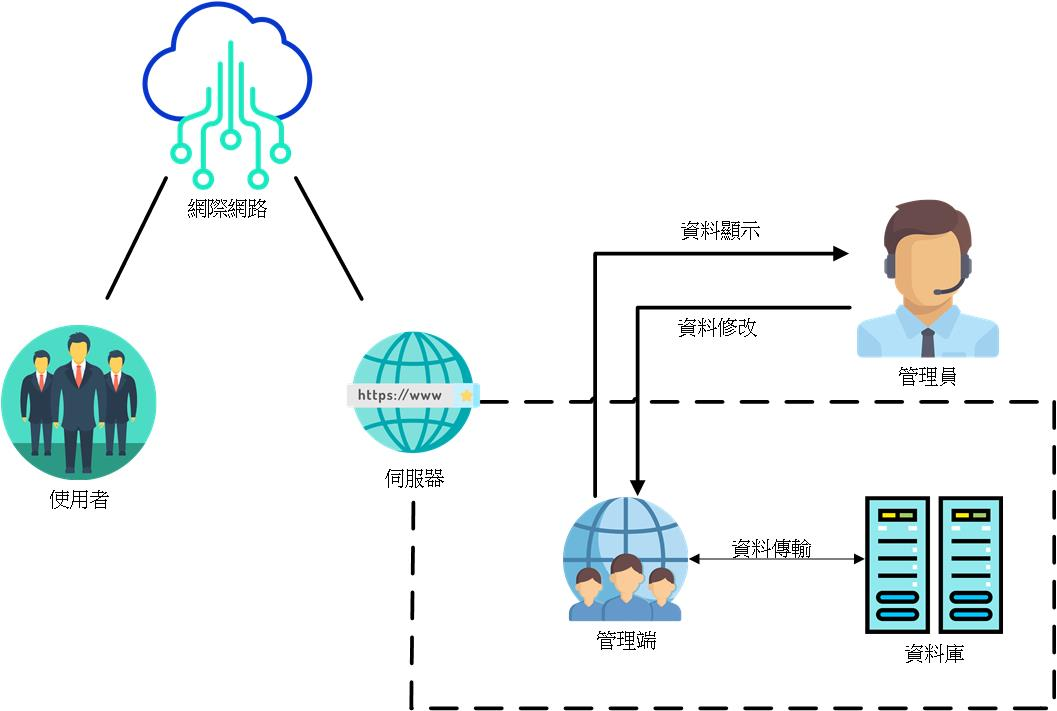 網際網路
資料顯示
資料修改
管理員
https://www
伺服器
使用者
資料傳輸
管理端
資料庫